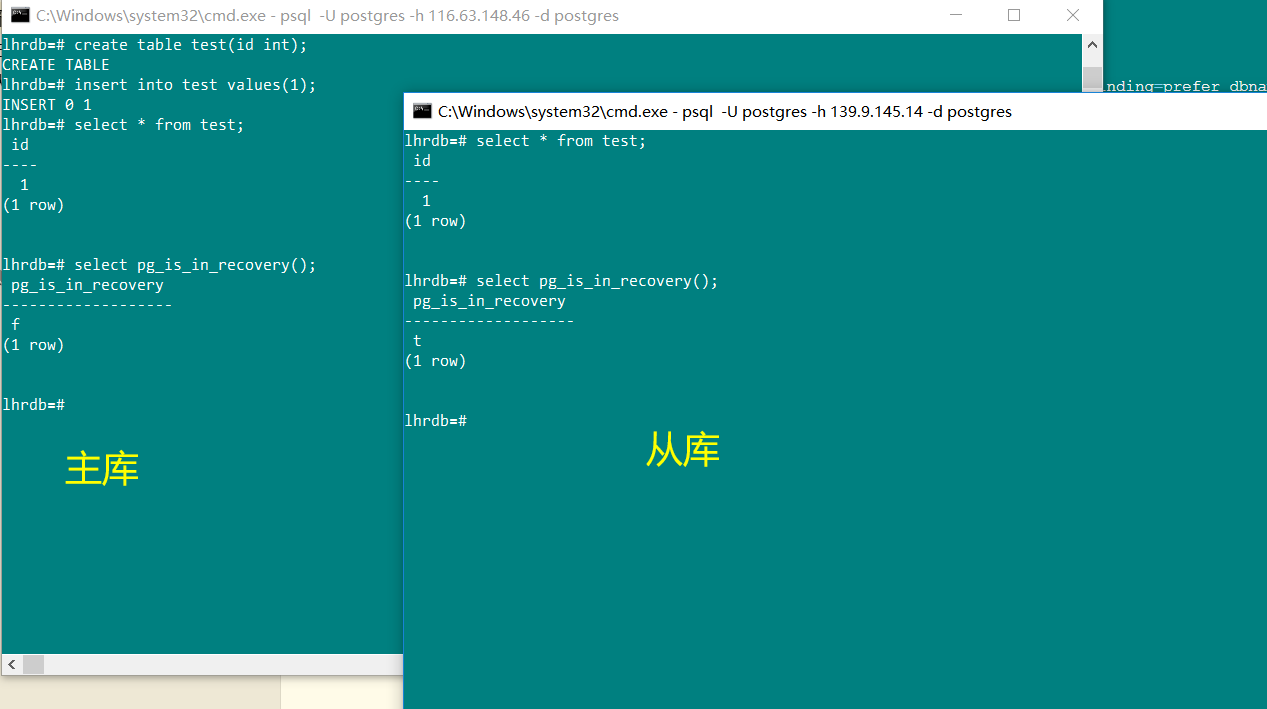 C:\Windows\system32\cmd.exe - psql  -U postgres -h 116.63.148.46 -d postgres
lhrdb=# create table test(id int);
CREATE TABLE
lhrdb=# insert into test values(1);
INSERT 0 1
lhrdb=# select * from test;
 id
----
  1
(1 row)
lhrdb=# select pg_is_in_recovery();
 pg_is_in_recovery
-------------------
 f
(1 row)
lhrdb=#
主库
nding=prefer dbna
C:\Windows\system32\cmd.exe - psql  -U postgres -h 139.9.145.14 -d postgres
lhrdb=# select * from test;
 id
----
  1
(1 row)
lhrdb=# select pg_is_in_recovery();
 pg_is_in_recovery
-------------------
 t
(1 row)
lhrdb=#
从库